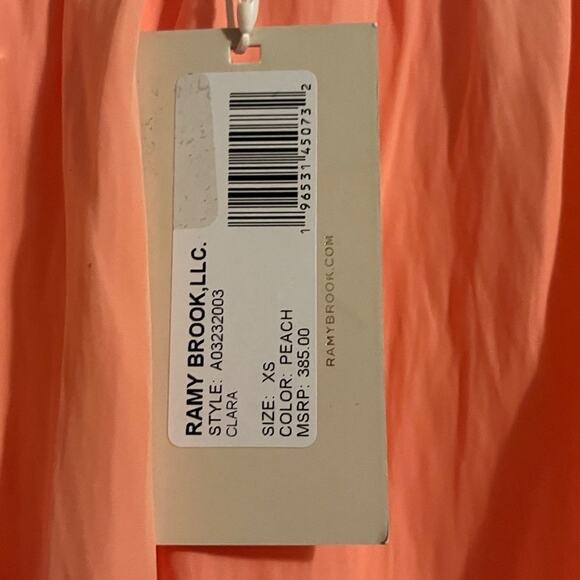 RAMY BROOK,LLC.
STYLE: A03232003
CLARA
SIZE: XS
COLOR: PEACH
MSRP: 385.00
1 96531 45073 2
RAMYBROOK.COM